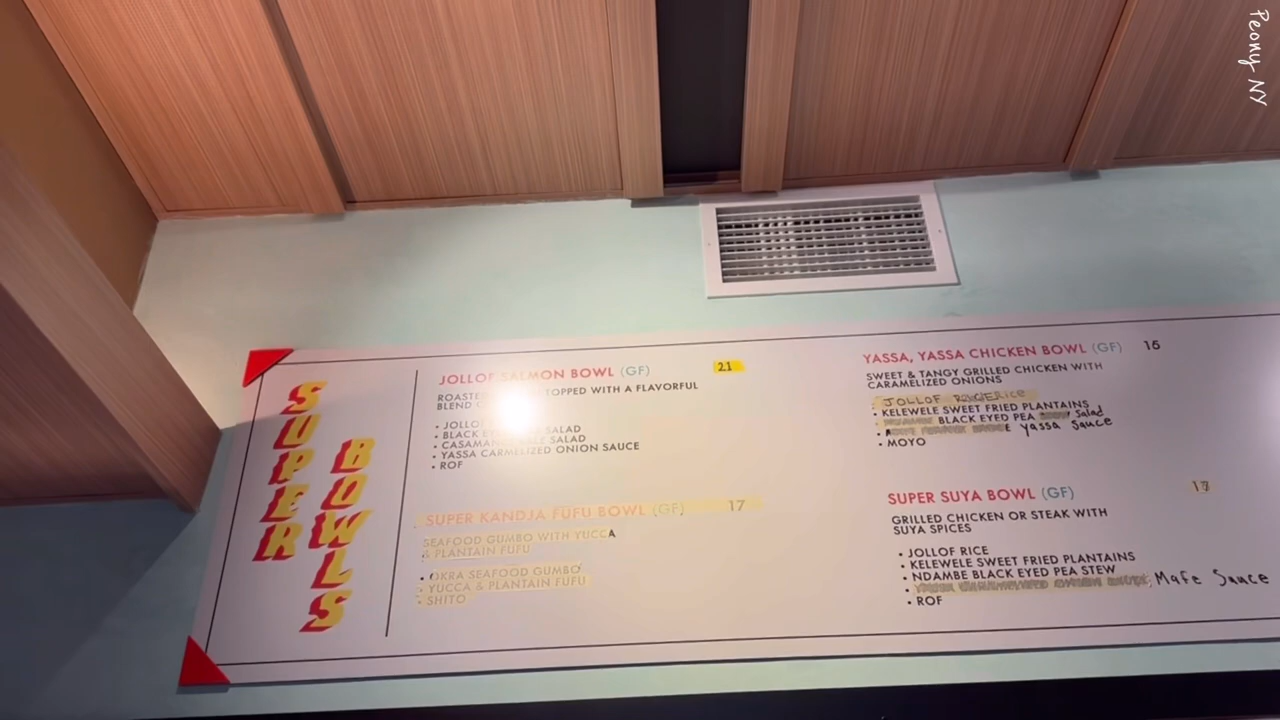 Peony NY
SUPER
BOWLS
JOLLOF SALMON BOWL (GF) 21
TOPPED WITH A FLAVORFUL
BLEND
• JOLLOF
• BLACK SALAD
• SALAD
• YASSA CARMELIZED ONION SAUCE
• ROF
SUPER KANDJA FUFU BOWL (GF) 17
SEAFOOD GUMBO WITH YUCCA
& PLANTAIN FUFU
• OKRA SEAFOOD GUMBO
• YUCCA & PLANTAIN FUFU
• SHITO
YASSA, YASSA CHICKEN BOWL (GF) 16
SWEET & TANGY GRILLED CHICKEN WITH
CARAMELIZED ONIONS
• JOLLOF RICE
• KELEWELE SWEET FRIED PLANTAINS
• BLACK EYED PEA Salad
• Yassa Sauce
• MOYO
SUPER SUYA BOWL (GF)
GRILLED CHICKEN OR STEAK WITH
SUYA SPICES
• JOLLOF RICE
• KELEWELE SWEET FRIED PLANTAINS
• NDAMBE BLACK EYED PEA STEW
• Mafe Sauce
• ROF